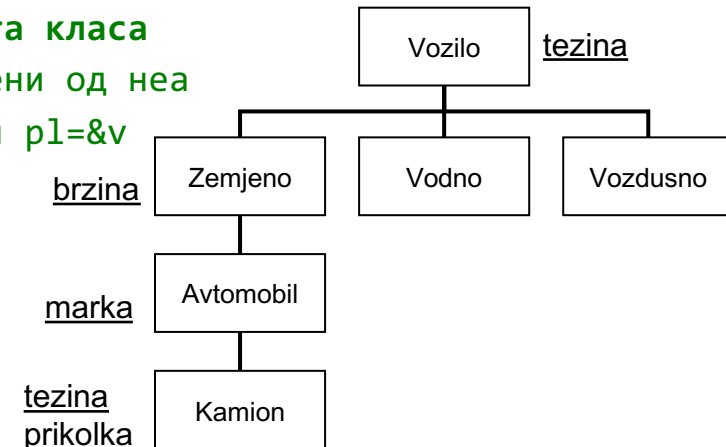 та класа
ени од неа
pl=&v
Vozilo
tezina
Zemjeno
Vodno
Vozdusno
brzina
Avtomobil
marka
Kamion
tezina
prikolka